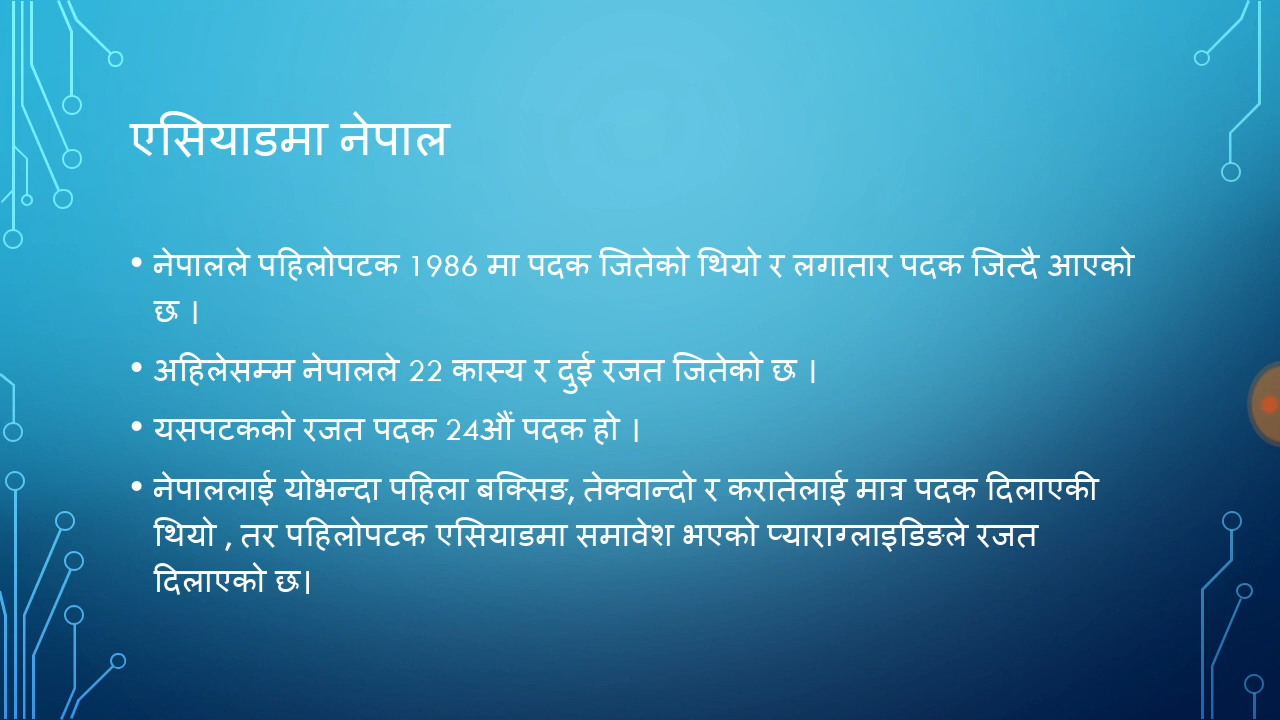 एसियाडमा नेपाल
• नेपालले पहिलोपटक 1986 मा पदक जितेको थियो र लगातार पदक जित्दै आएको
छ ।
• अहिलेसम्म नेपालले 22 कास्य र दुई रजत जितेको छ ।
• यसपटकको रजत पदक 24औं पदक हो ।
• नेपाललाई योभन्दा पहिला बक्सिङ, तेक्वान्दो र करातेलाई मात्र पदक दिलाएकी
थियो , तर पहिलोपटक एसियाडमा समावेश भएको प्याराग्लाइडिङले रजत
दिलाएको छ।